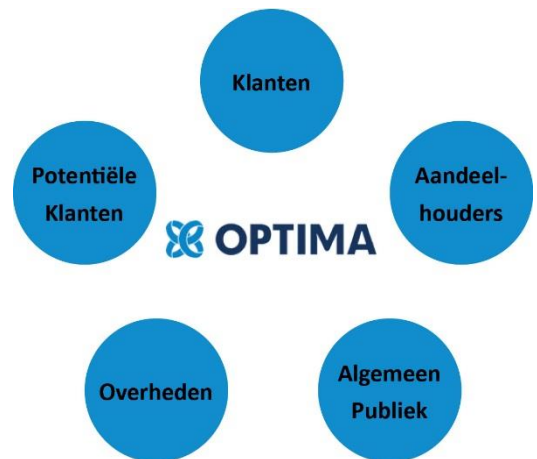 Klanten
Potentiële
Klanten
Aandeel-
houders
OPTIMA
Overheden
Algemeen
Publiek